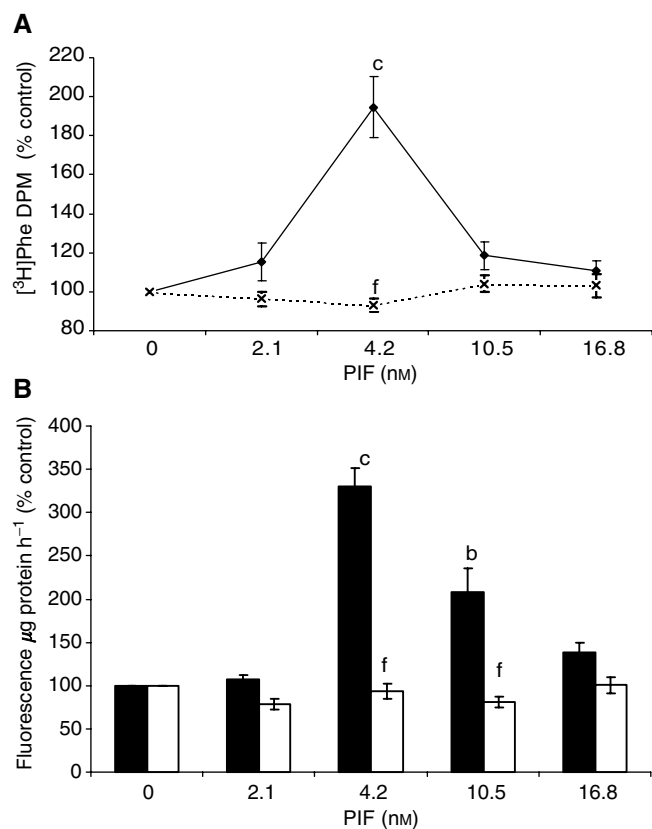 A
[³H]Phe DPM (% control)
220
200
180
160
140
120
100
80
c
f
0 2.1 4.2 10.5 16.8
PIF (nM)
B
Fluorescence µg protein h⁻¹ (% control)
400
350
300
250
200
150
100
50
0
c
b
f f
0 2.1 4.2 10.5 16.8
PIF (nM)